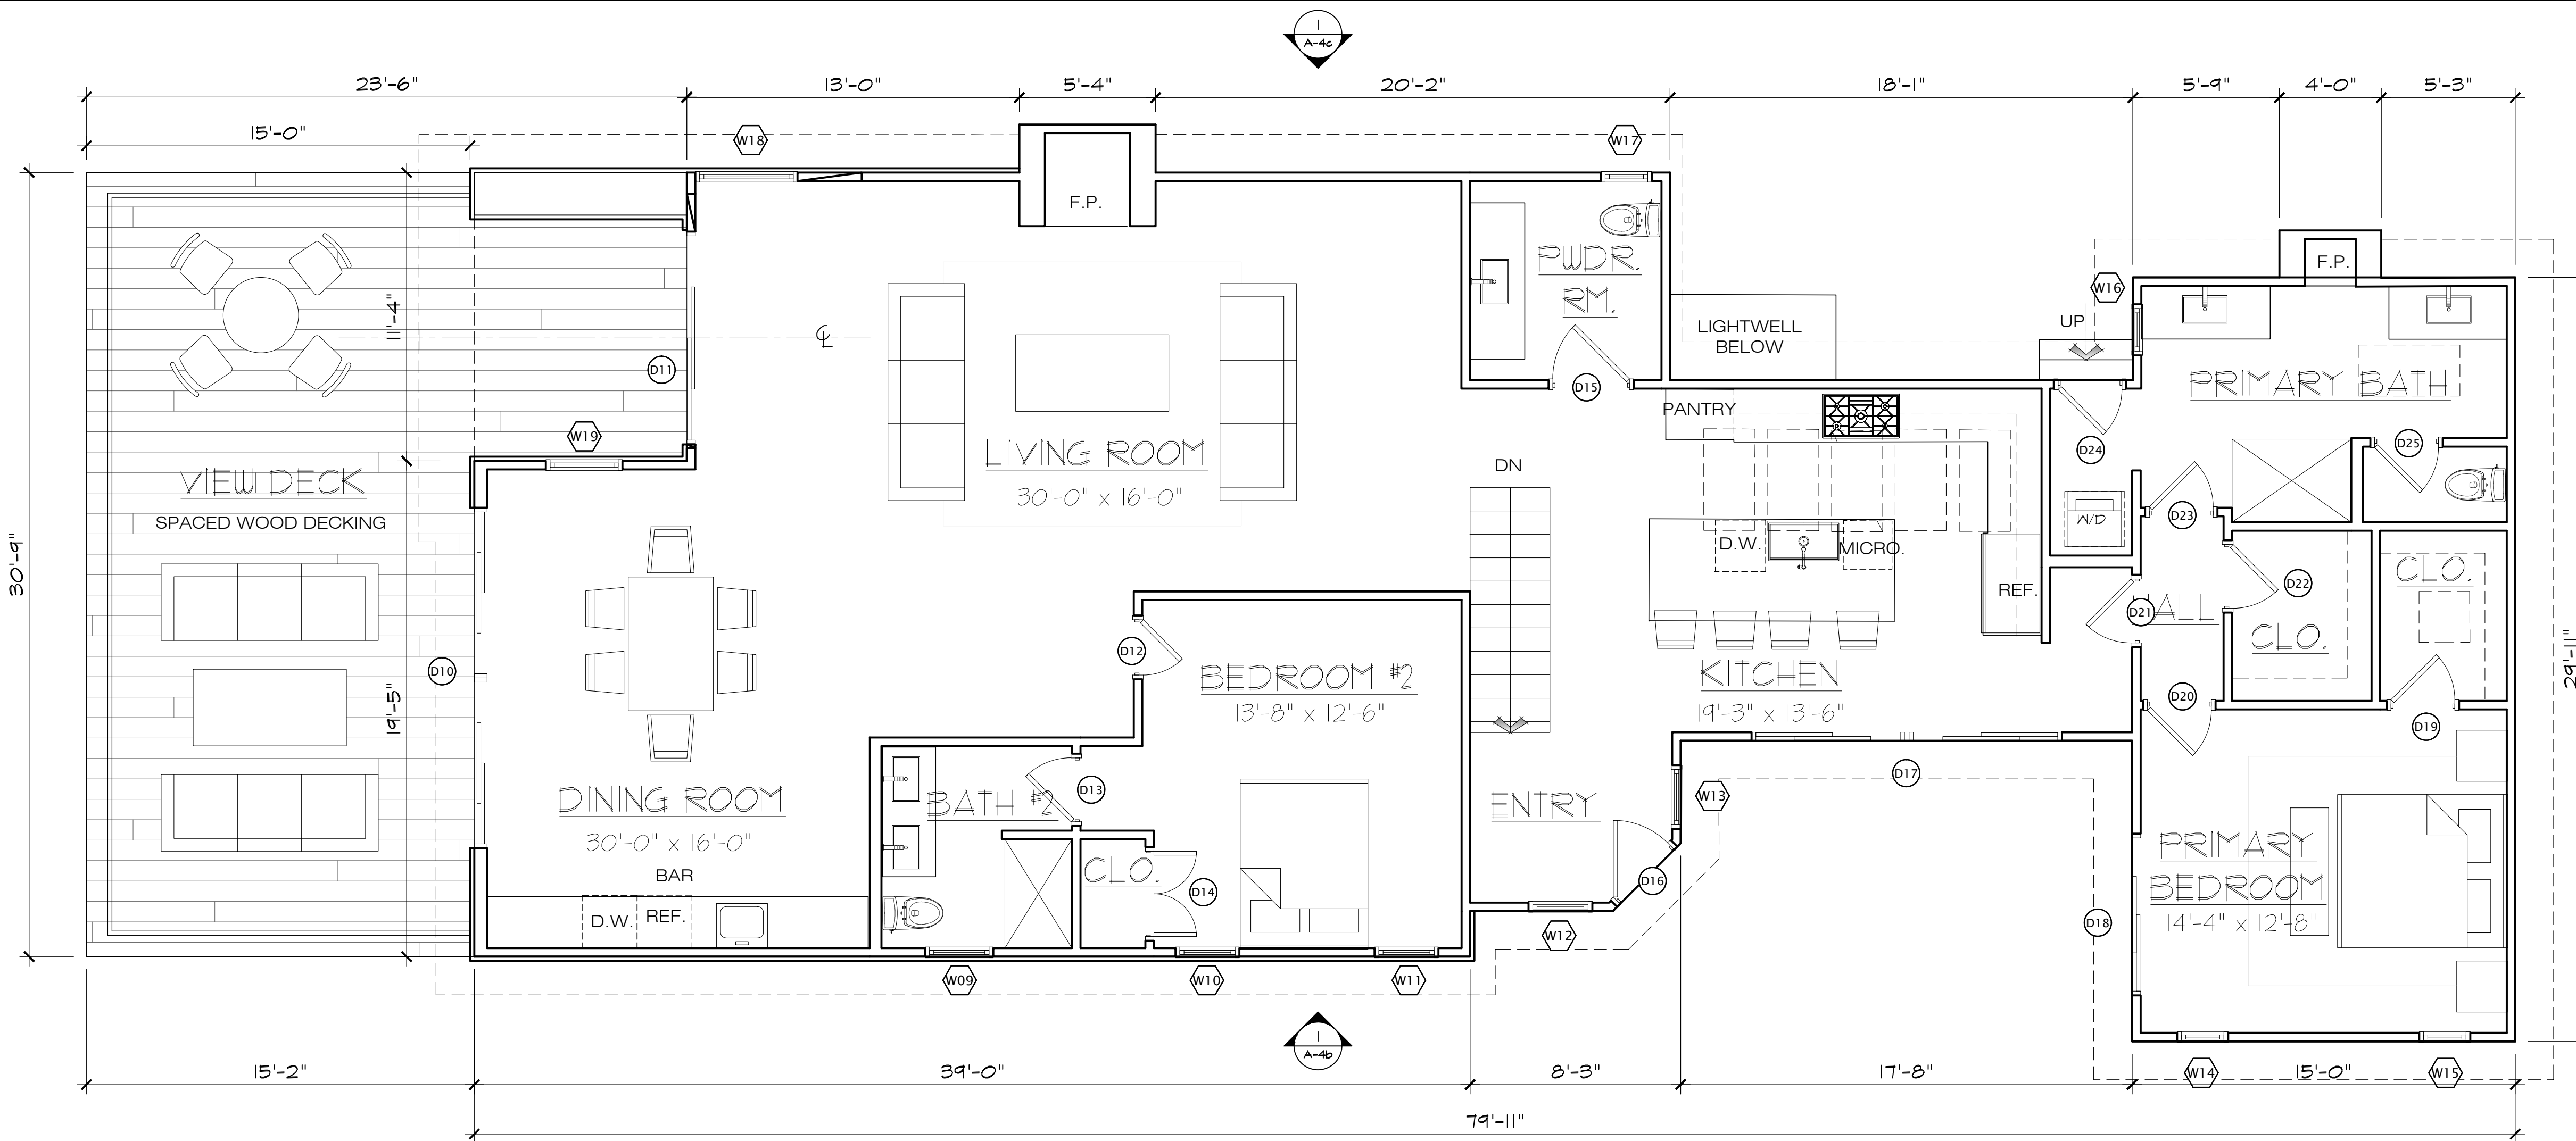 1
A-4c
23'-6"
13'-0"
5'-4"
20'-2"
18'-1"
5'-9"
4'-0"
5'-3"
15'-0"
W18
W17
F.P.
PWDR.
RM.
F.P.
W16
UP
LIGHTWELL
BELOW
11'-4"
CL
D11
D15
PRIMARY BATH
PANTRY
W19
D24
D25
LIVING ROOM
30'-0" x 16'-0"
DN
VIEW DECK
SPACED WOOD DECKING
W/D
D23
D.W.
MICRO.
30'-9"
REF.
D22
CLO.
D21
HALL
CLO.
D12
BEDROOM #2
13'-8" x 12'-6"
KITCHEN
19'-3" x 13'-6"
29'-11"
D10
19'-5"
D20
D19
D17
D13
W13
DINING ROOM
30'-0" x 16'-0"
BATH #2
ENTRY
PRIMARY
BEDROOM
14'-4" x 12'-8"
BAR
CLO.
D14
D16
D.W.
REF.
D18
W12
W09
W10
W11
1
A-4b
15'-2"
39'-0"
8'-3"
17'-8"
W14
15'-0"
W15
79'-11"